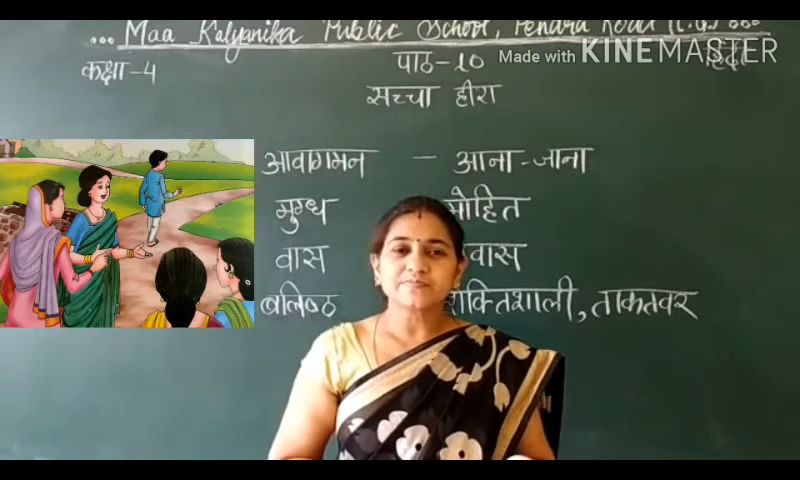 ... Maa Kalyanika Public School, Pendra Road (C.G.) ...
Made with KINEMASTER
कक्षा-4 पाठ-10 हिंदी
सच्चा हीरा
आवागमन - आना-जाना
मुग्ध मोहित
वास वास
बलिष्ठ शक्तिशाली, ताकतवर